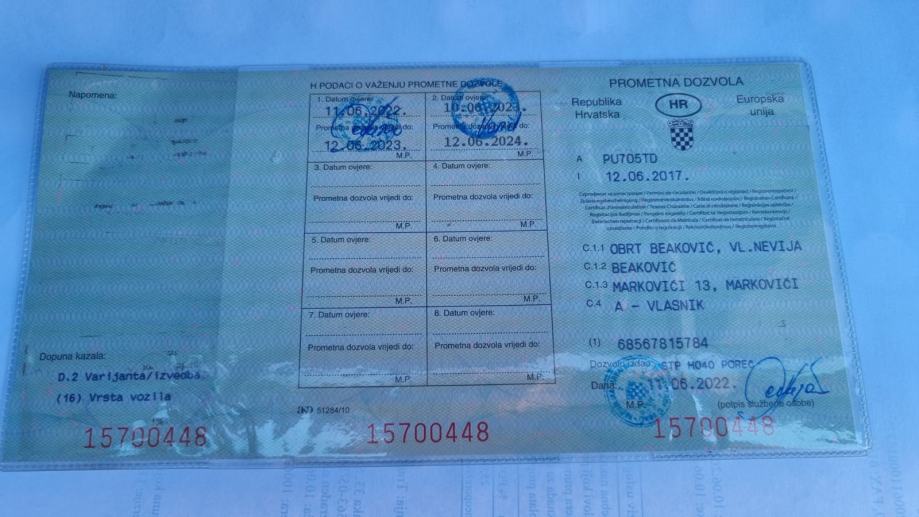 Napomena:
Dopuna kazala:
D.2 Varijanta/izvedba
(16) Vrsta vozila
15700448
H PODACI O VAŽENJU PROMETNE DOZVOLE
1. Datum ovjere:
11.06.2022.
Prometna dozvola vrijedi do:
12.06.2023.
M.P.
2. Datum ovjere:
10.06.2023.
Prometna dozvola vrijedi do:
12.06.2024.
M.P.
3. Datum ovjere:
Prometna dozvola vrijedi do:
M.P.
4. Datum ovjere:
Prometna dozvola vrijedi do:
M.P.
5. Datum ovjere:
Prometna dozvola vrijedi do:
M.P.
6. Datum ovjere:
Prometna dozvola vrijedi do:
M.P.
7. Datum ovjere:
Prometna dozvola vrijedi do:
M.P.
8. Datum ovjere:
Prometna dozvola vrijedi do:
M.P.
51284/10
15700448
PROMETNA DOZVOLA
Republika
Hrvatska
HR
Europska
unija
A PU705TD
I 12.06.2017.
C.1.1 OBRT BEAKOVIĆ, VL.NEVIJA
C.1.2 BEAKOVIĆ
C.1.3 MARKOVIĆI 13, MARKOVIĆI
C.4 A - VLASNIK
(1) 68567815784
Dozvolu izdao STP H040 POREČ
Dana: 11.06.2022.
M.P. (potpis službene osobe)
15700448